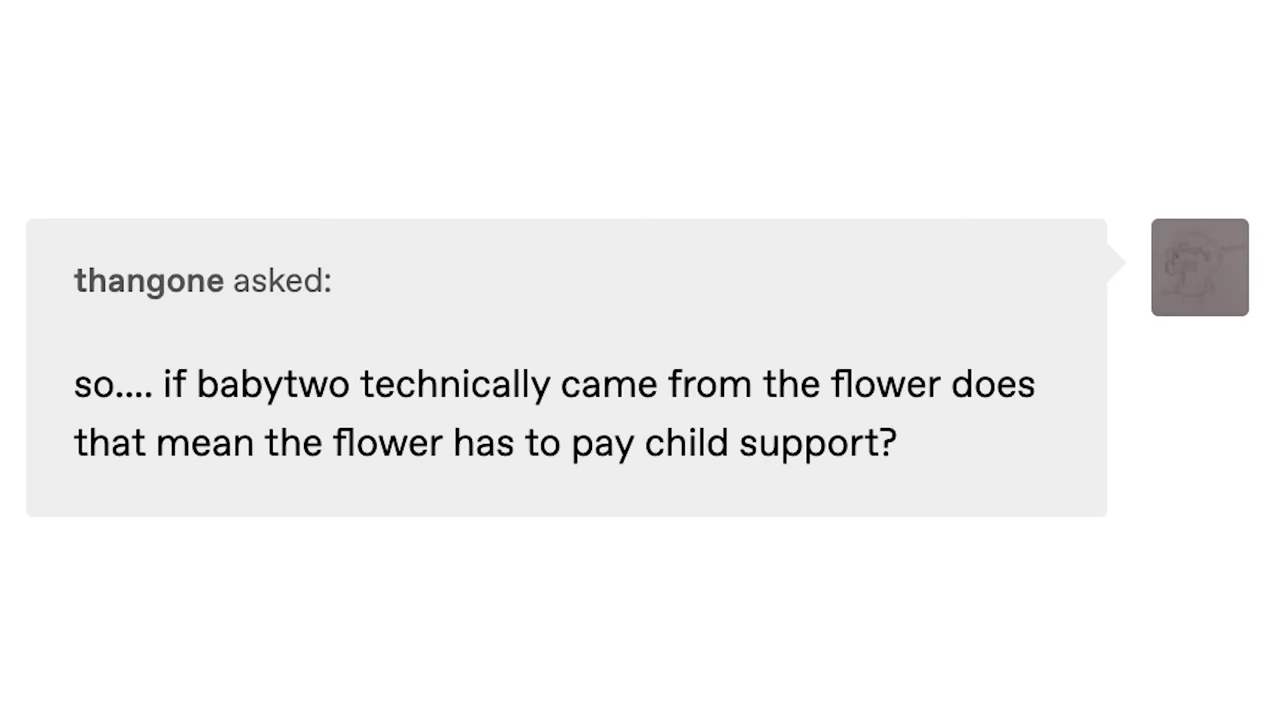 thangone asked:
so.... if babytwo technically came from the flower does
that mean the flower has to pay child support?